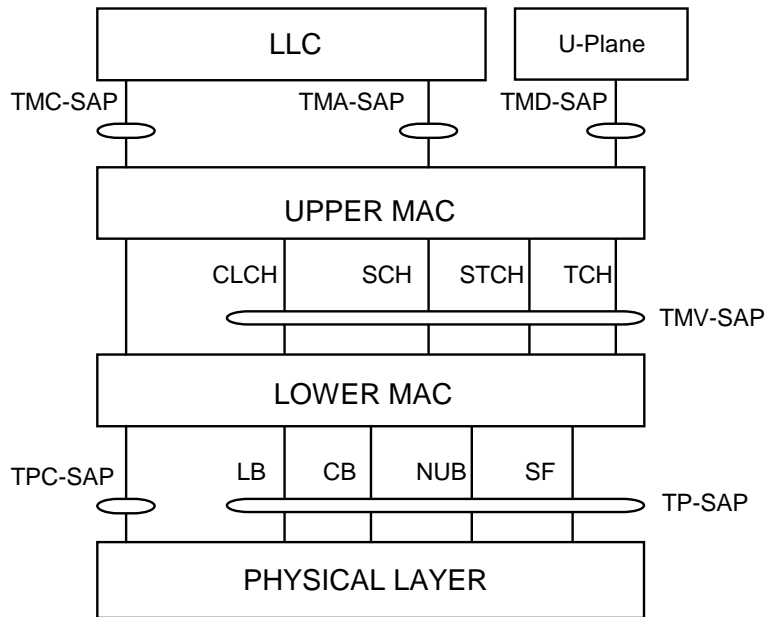 LLC
U-Plane
TMC-SAP
TMA-SAP
TMD-SAP
UPPER MAC
CLCH
SCH
STCH
TCH
TMV-SAP
LOWER MAC
TPC-SAP
LB
CB
NUB
SF
TP-SAP
PHYSICAL LAYER